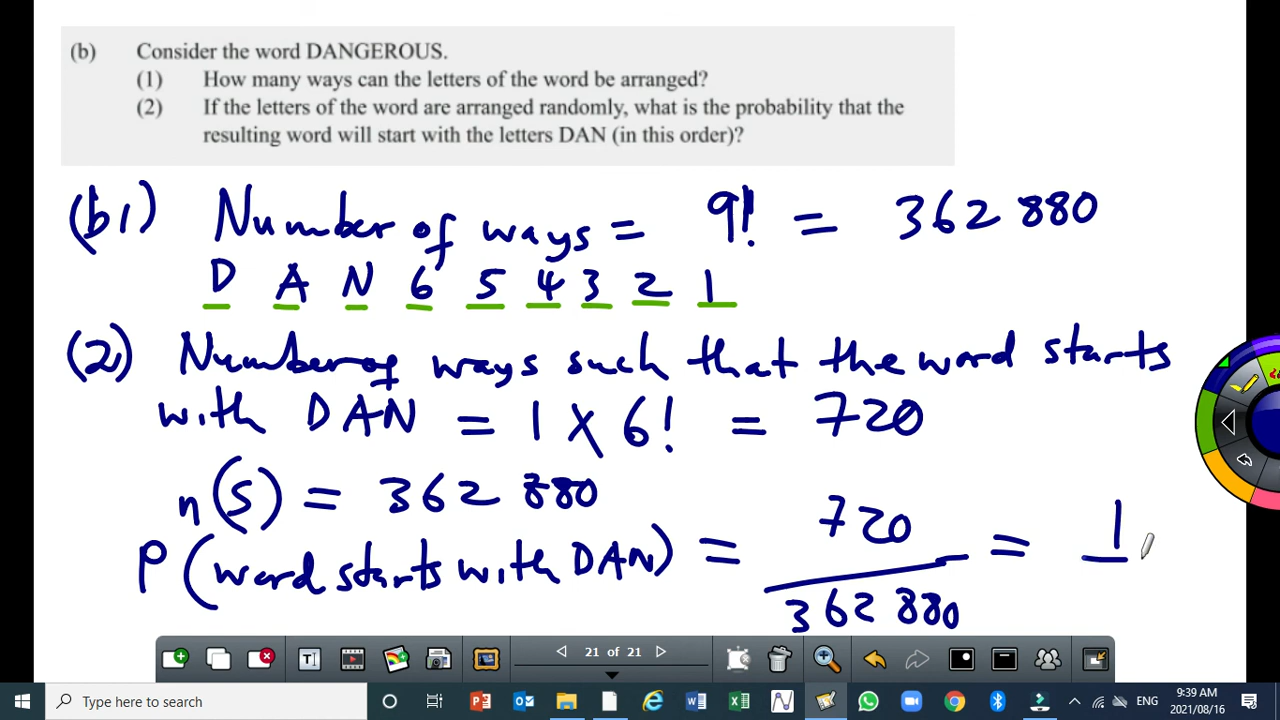 (b) Consider the word DANGEROUS.
(1) How many ways can the letters of the word be arranged?
(2) If the letters of the word are arranged randomly, what is the probability that the
resulting word will start with the letters DAN (in this order)?
(b1) Number of ways = 9! = 362 880
D A N 6 5 4 3 2 1
(2) Number of ways such that the word starts
with DAN = 1 X 6! = 720
n(S) = 362 880
P(word starts with DAN) = 720 / 362 880 = 1
21 of 21
Type here to search
ENG
9:39 AM
2021/08/16